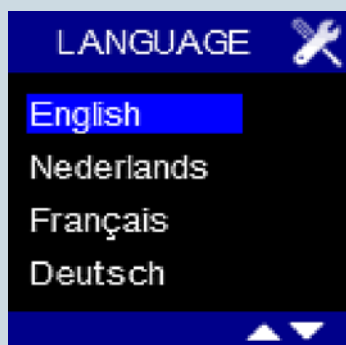 LANGUAGE
English
Nederlands
Français
Deutsch